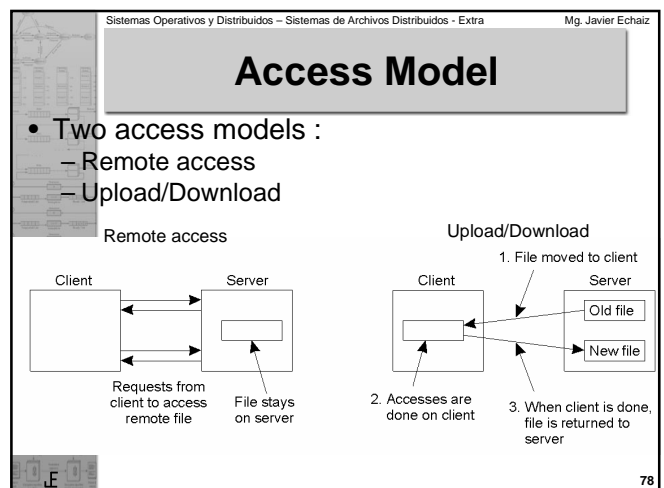 Sistemas Operativos y Distribuidos – Sistemas de Archivos Distribuidos - Extra
Mg. Javier Echaiz
Access Model
• Two access models :
– Remote access
– Upload/Download
Remote access
Client
Server
Requests from
client to access
remote file
File stays
on server
Upload/Download
1. File moved to client
Client
Server
Old file
New file
2. Accesses are
done on client
3. When client is done,
file is returned to
server
JE
78